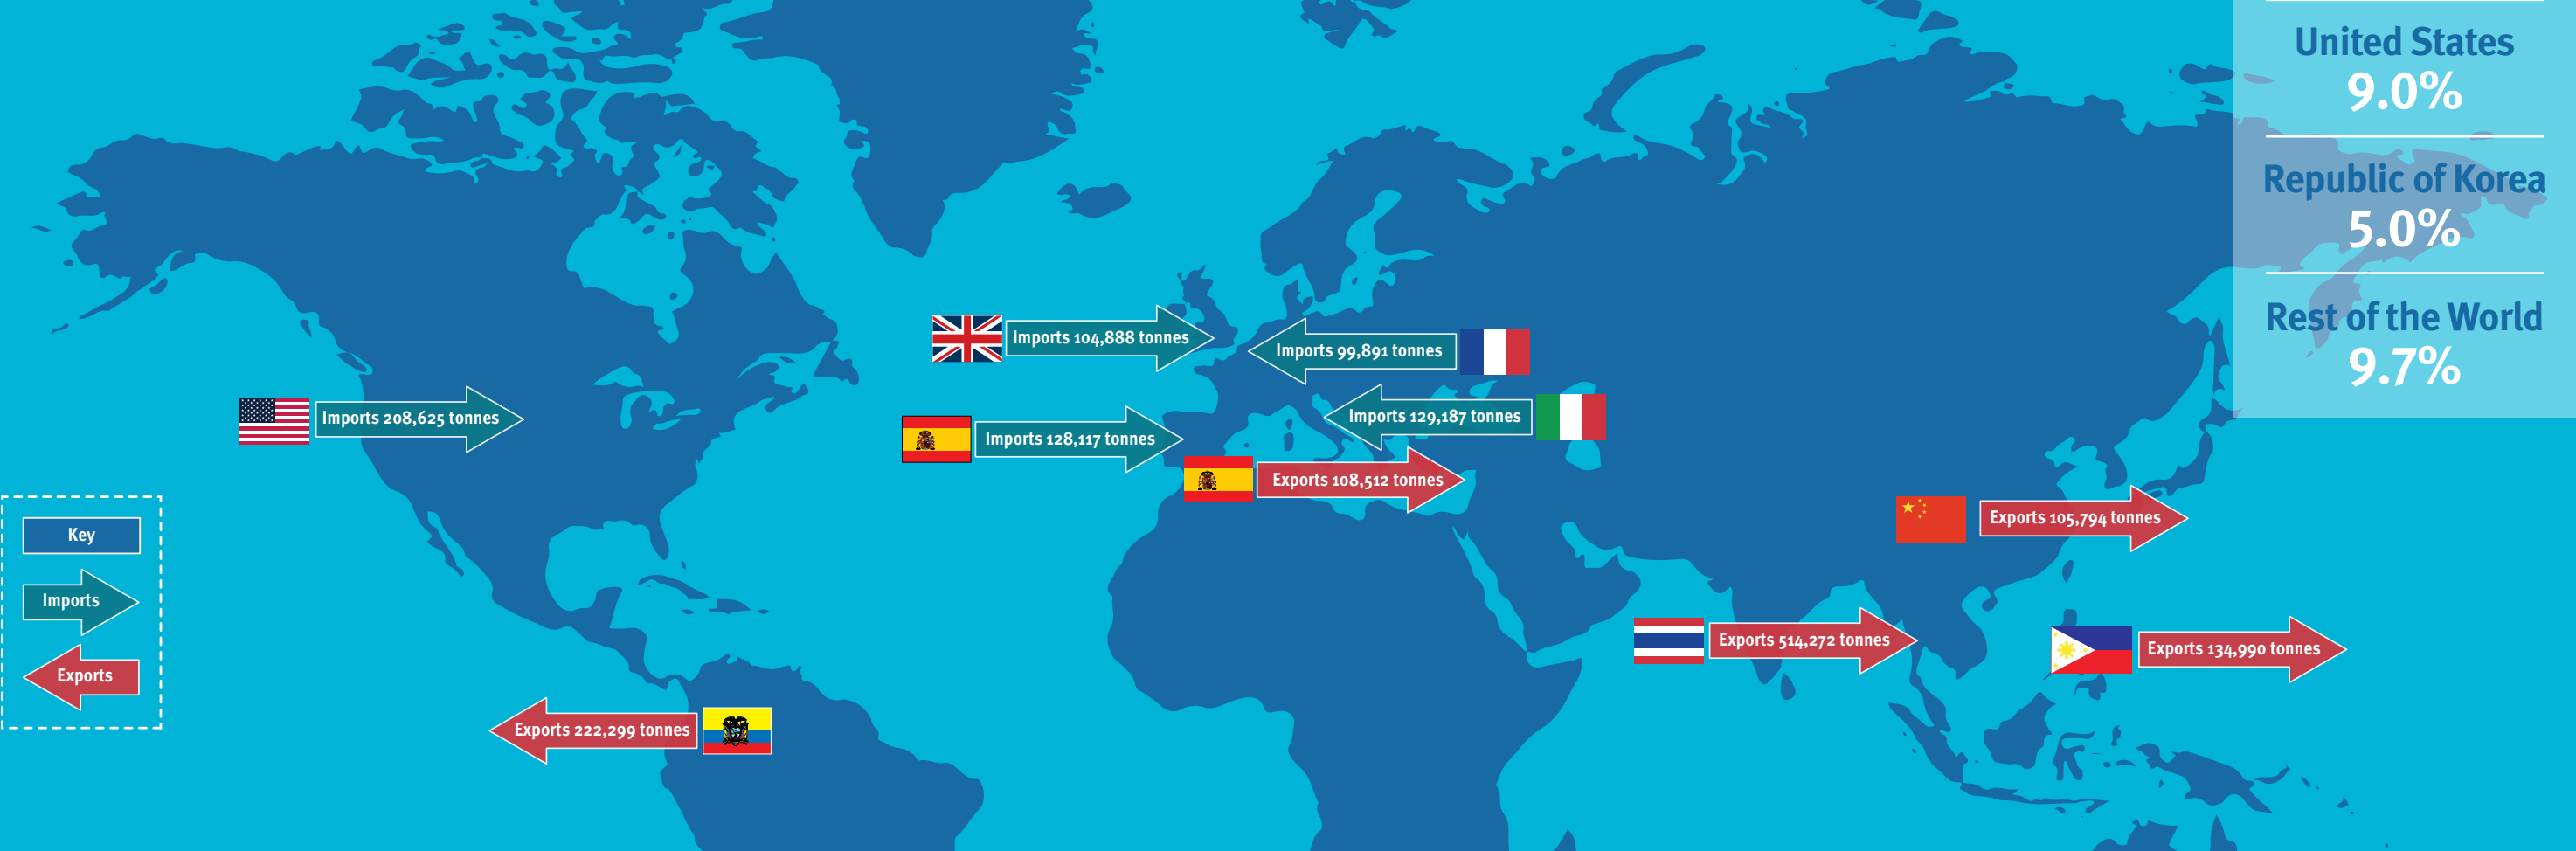 United States
9.0%
Republic of Korea
5.0%
Rest of the World
9.7%
Imports 104,888 tonnes
Imports 99,891 tonnes
Imports 208,625 tonnes
Imports 129,187 tonnes
Imports 128,117 tonnes
Exports 108,512 tonnes
Exports 105,794 tonnes
Key
Imports
Exports
Exports 514,272 tonnes
Exports 134,990 tonnes
Exports 222,299 tonnes